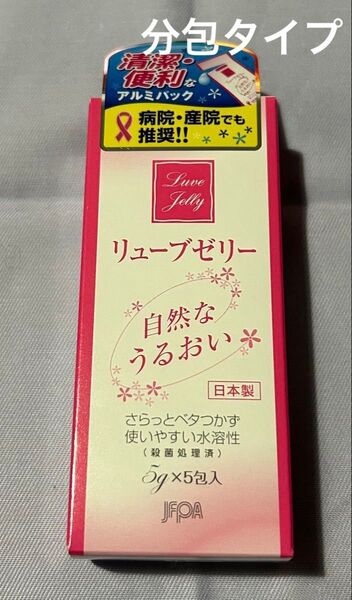 分包タイプ
清潔・
便利な
アルミパック
病院・産院でも
推奨!!
Luve
Jelly
リューブゼリー
自然な
うるおい
日本製
さらっとベタつかず
使いやすい水溶性
(殺菌処理済)
5g×5包入
JFPA